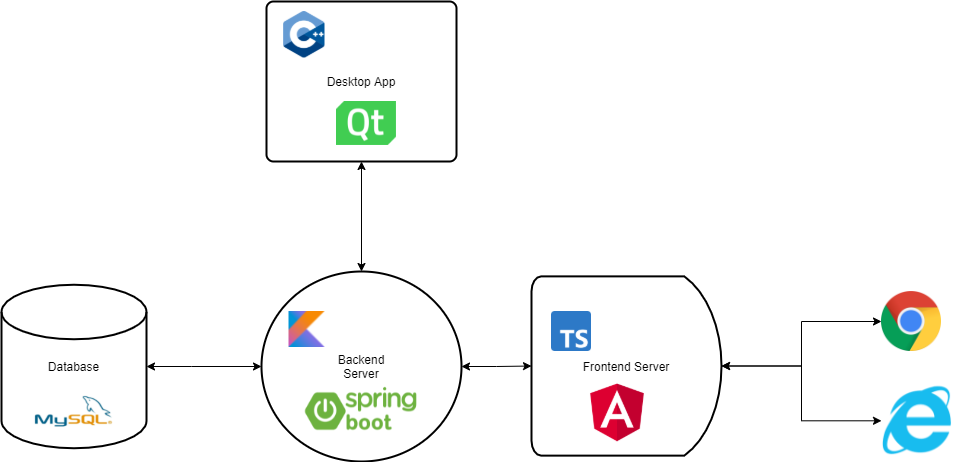 C++
Desktop App
Qt
Database
MySQL®
Backend
Server
spring
boot
TS
Frontend Server
A